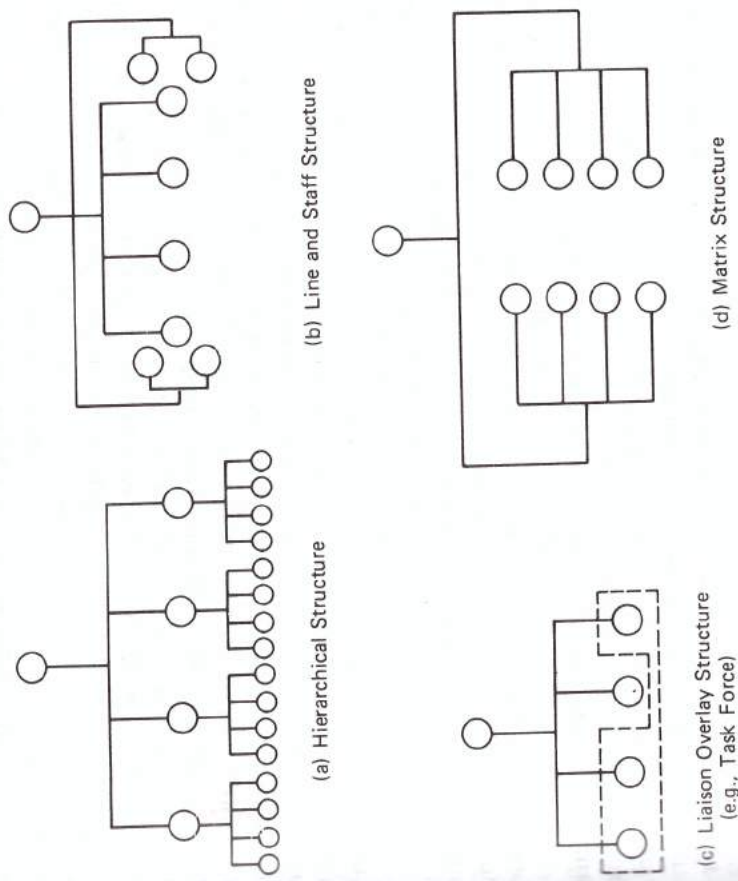 (a) Hierarchical Structure
(b) Line and Staff Structure
(c) Liaison Overlay Structure
(e.g., Task Force)
(d) Matrix Structure